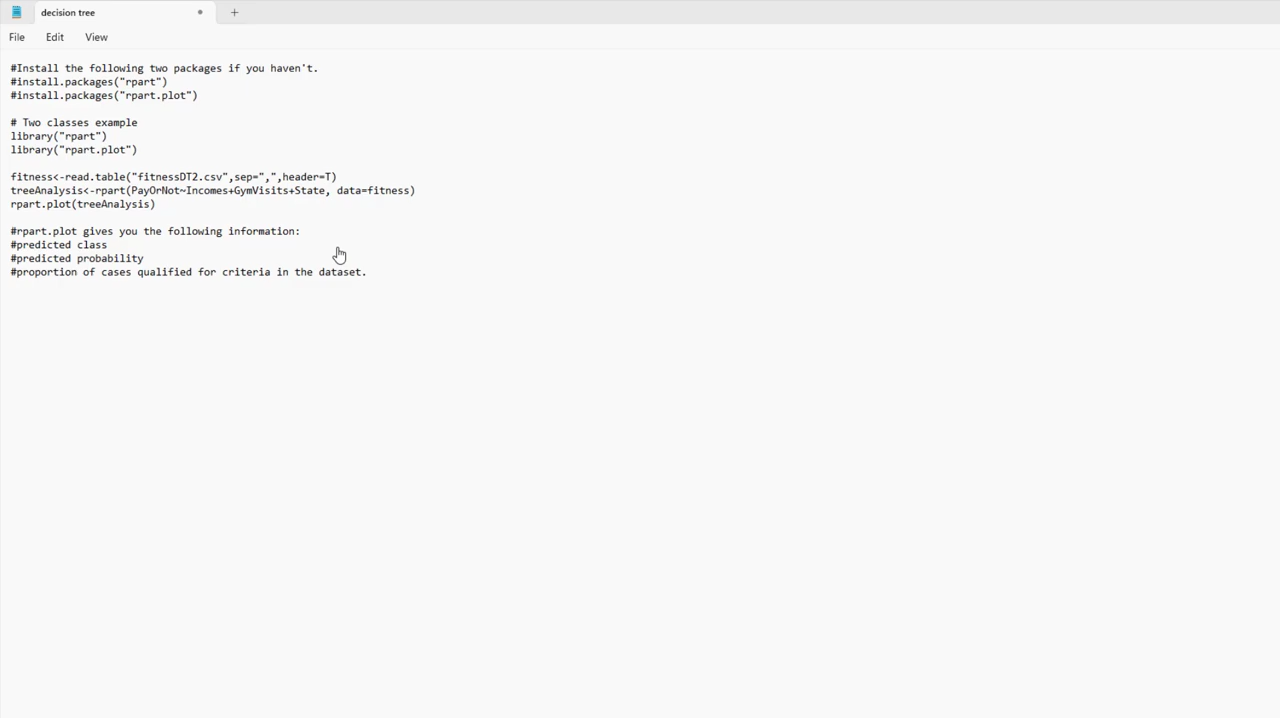 decision tree
File Edit View
#Install the following two packages if you haven't.
#install.packages("rpart")
#install.packages("rpart.plot")
# Two classes example
library("rpart")
library("rpart.plot")
fitness<-read.table("fitnessDT2.csv",sep=",",header=T)
treeAnalysis<-rpart(PayOrNot~Incomes+GymVisits+State, data=fitness)
rpart.plot(treeAnalysis)
#rpart.plot gives you the following information:
#predicted class
#predicted probability
#proportion of cases qualified for criteria in the dataset.